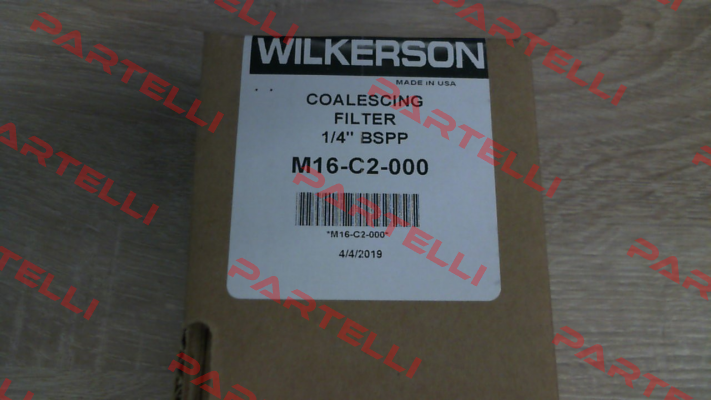 WILKERSON
MADE IN USA
COALESCING
FILTER
1/4" BSPP
M16-C2-000
*M16-C2-000*
4/4/2019
PARTELLI
PARTELLI
PARTELLI
PARTELLI
PARTELLI
PARTELLI
PARTELLI